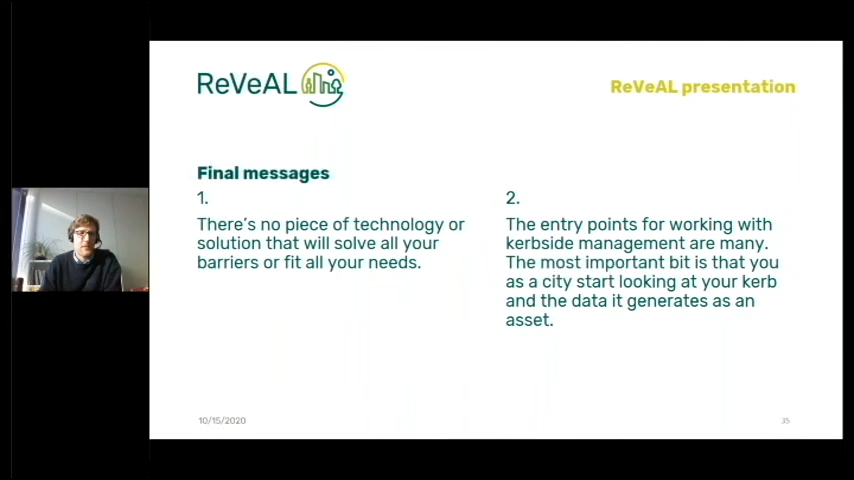 ReVeAL
ReVeAL presentation
Final messages
1.
There's no piece of technology or
solution that will solve all your
barriers or fit all your needs.
2.
The entry points for working with
kerbside management are many.
The most important bit is that you
as a city start looking at your kerb
and the data it generates as an
asset.
10/15/2020
35